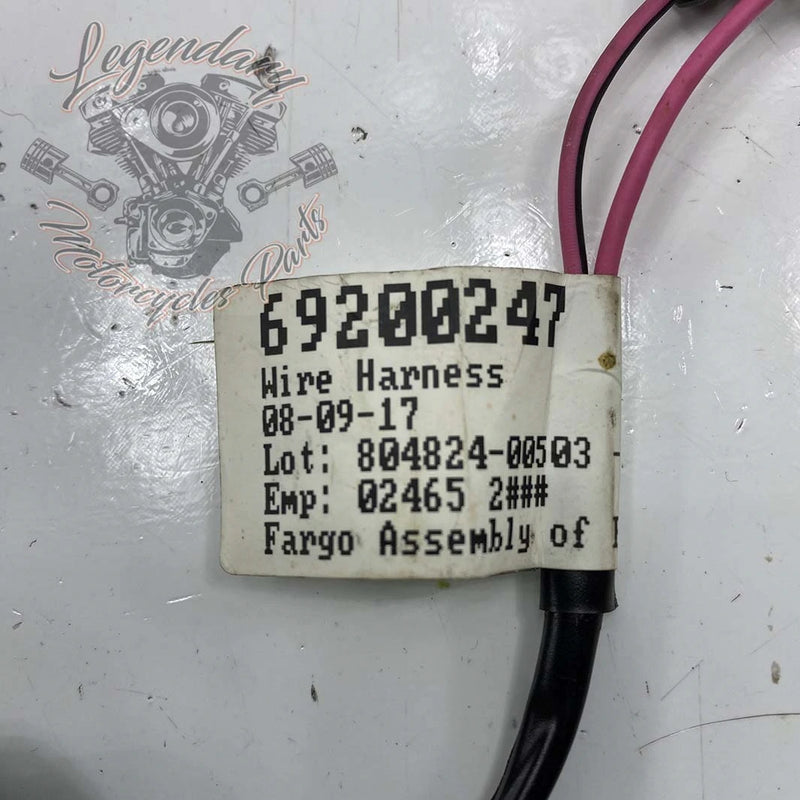 Legendary
Motorcycles Parts
69200247
Wire Harness
08-09-17
Lot: 804824-00503 -
Emp: 02465 2###
Fargo Assembly of